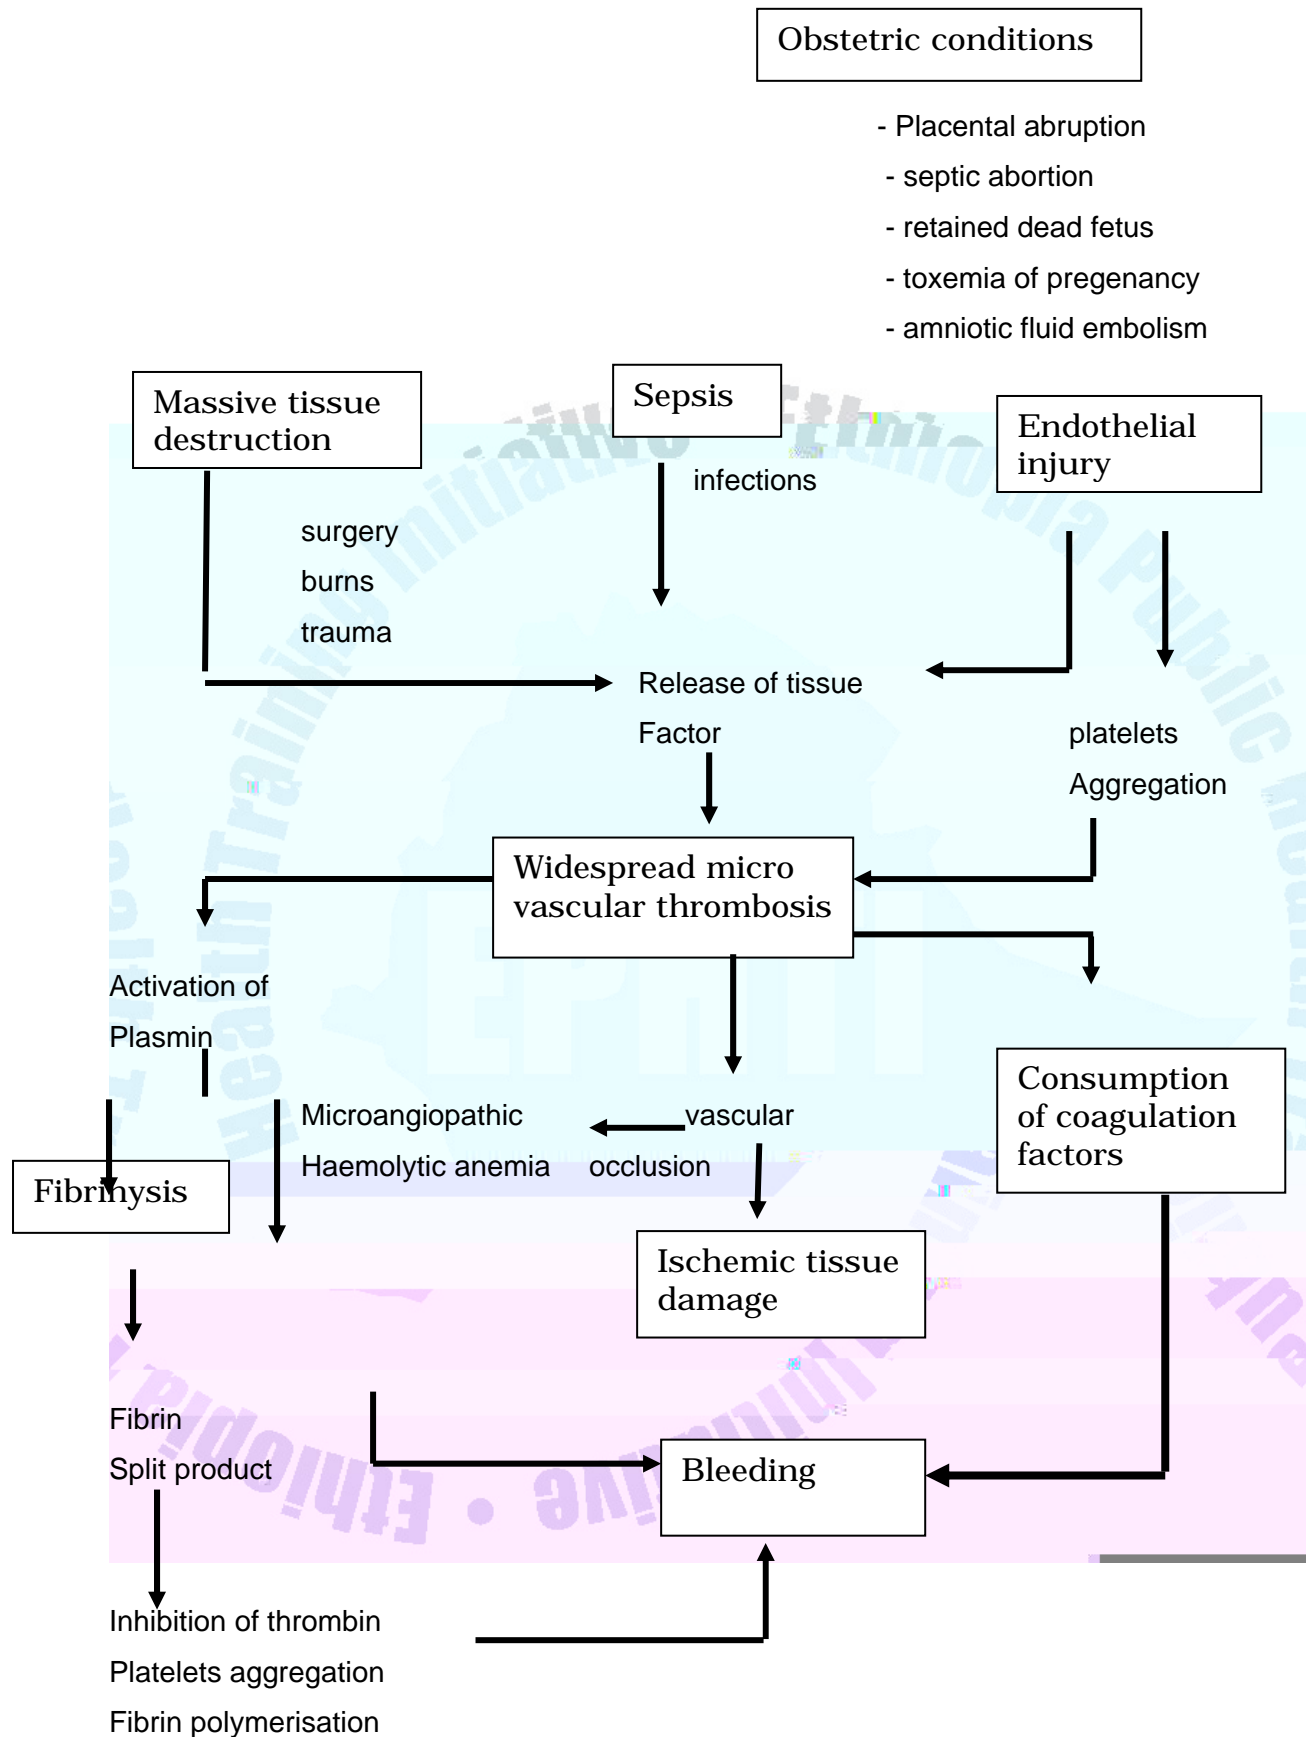 Obstetric conditions
- Placental abruption
- septic abortion
- retained dead fetus
- toxemia of pregenancy
- amniotic fluid embolism
Massive tissue
destruction
Sepsis
Endothelial
injury
infections
surgery
burns
trauma
Release of tissue
Factor
platelets
Aggregation
Widespread micro
vascular thrombosis
Activation of
Plasmin
Consumption
of coagulation
factors
Microangiopathic
Haemolytic anemia
vascular
occlusion
Fibrinysis
Ischemic tissue
damage
Fibrin
Split product
Bleeding
Inhibition of thrombin
Platelets aggregation
Fibrin polymerisation
EPHTI